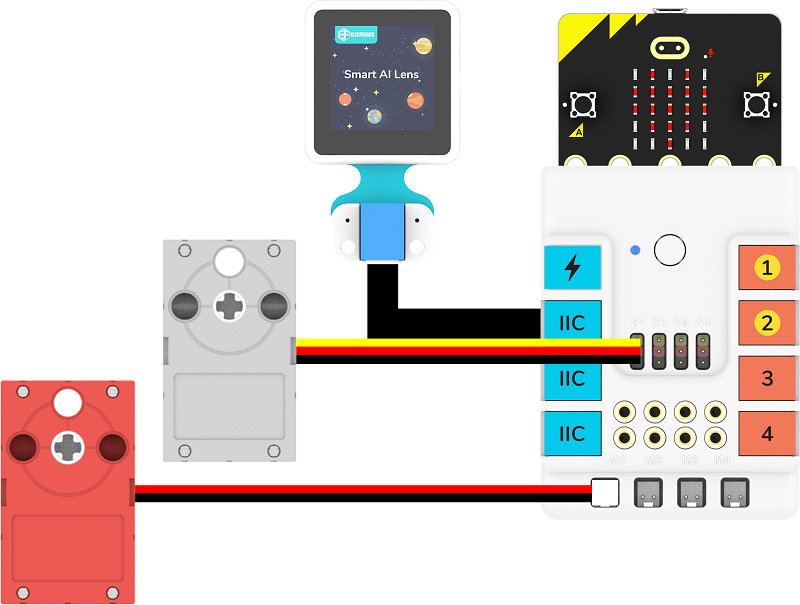 ELECFREAKS
Smart AI Lens
A
B
1
IIC
2
S1 S2 S3 S4
IIC
3
IIC
4
M1 M2 M3 M4